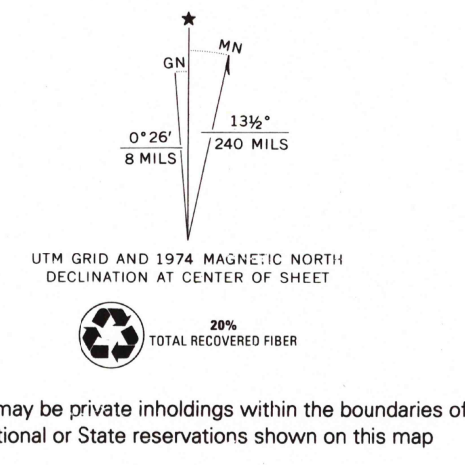 MN
GN
13½°
0°26′
240 MILS
8 MILS
UTM GRID AND 1974 MAGNETIC NORTH
DECLINATION AT CENTER OF SHEET
20%
TOTAL RECOVERED FIBER
may be private inholdings within the boundaries of
tional or State reservations shown on this map